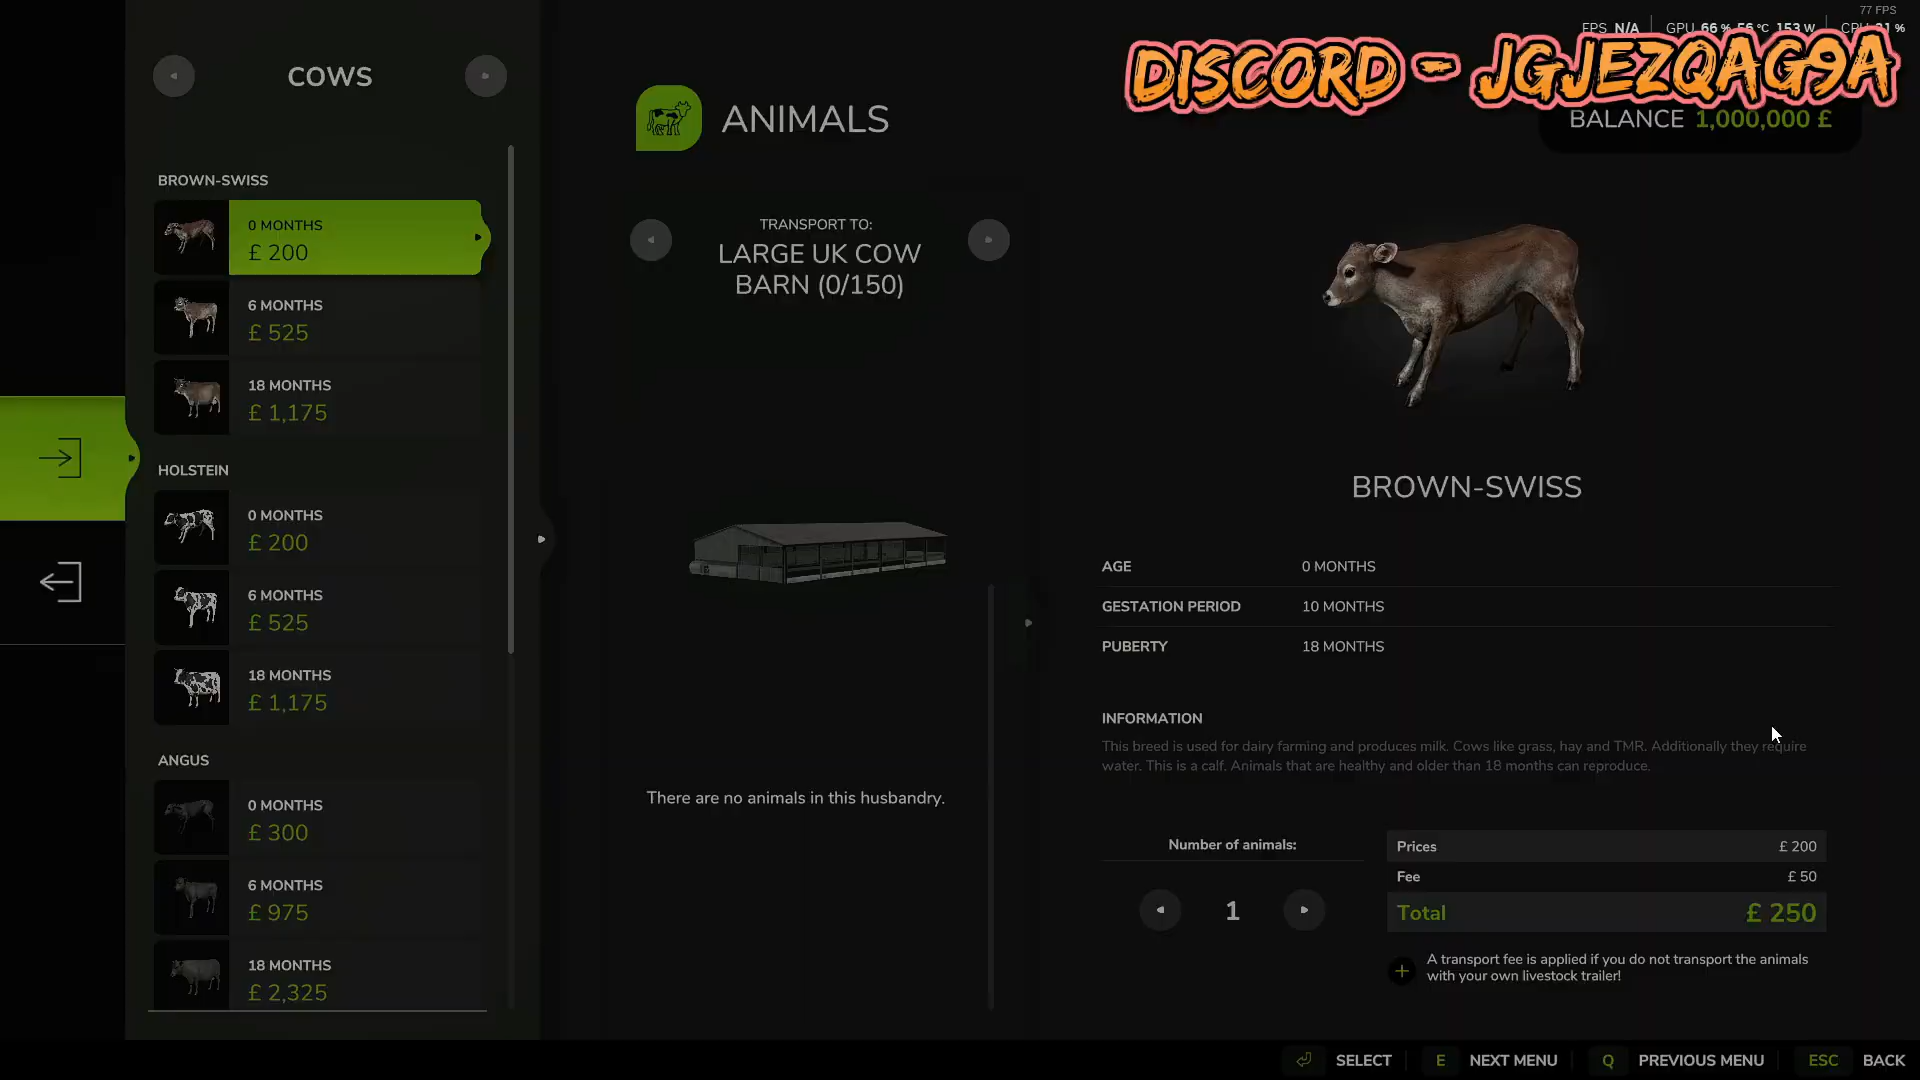 77 FPS
FPS N/A GPU 66 % 56 °C 153 W CPU 21 %
DISCORD - JGJEZQAG9A
BALANCE 1,000,000 £
COWS
BROWN-SWISS
0 MONTHS
£ 200
6 MONTHS
£ 525
18 MONTHS
£ 1,175
HOLSTEIN
0 MONTHS
£ 200
6 MONTHS
£ 525
18 MONTHS
£ 1,175
ANGUS
0 MONTHS
£ 300
6 MONTHS
£ 975
18 MONTHS
£ 2,325
ANIMALS
TRANSPORT TO:
LARGE UK COW
BARN (0/150)
There are no animals in this husbandry.
BROWN-SWISS
AGE 0 MONTHS
GESTATION PERIOD 10 MONTHS
PUBERTY 18 MONTHS
INFORMATION
This breed is used for dairy farming and produces milk. Cows like grass, hay and TMR. Additionally they require
water. This is a calf. Animals that are healthy and older than 18 months can reproduce.
Number of animals:
1
Prices £ 200
Fee £ 50
Total £ 250
A transport fee is applied if you do not transport the animals
with your own livestock trailer!
SELECT E NEXT MENU Q PREVIOUS MENU ESC BACK